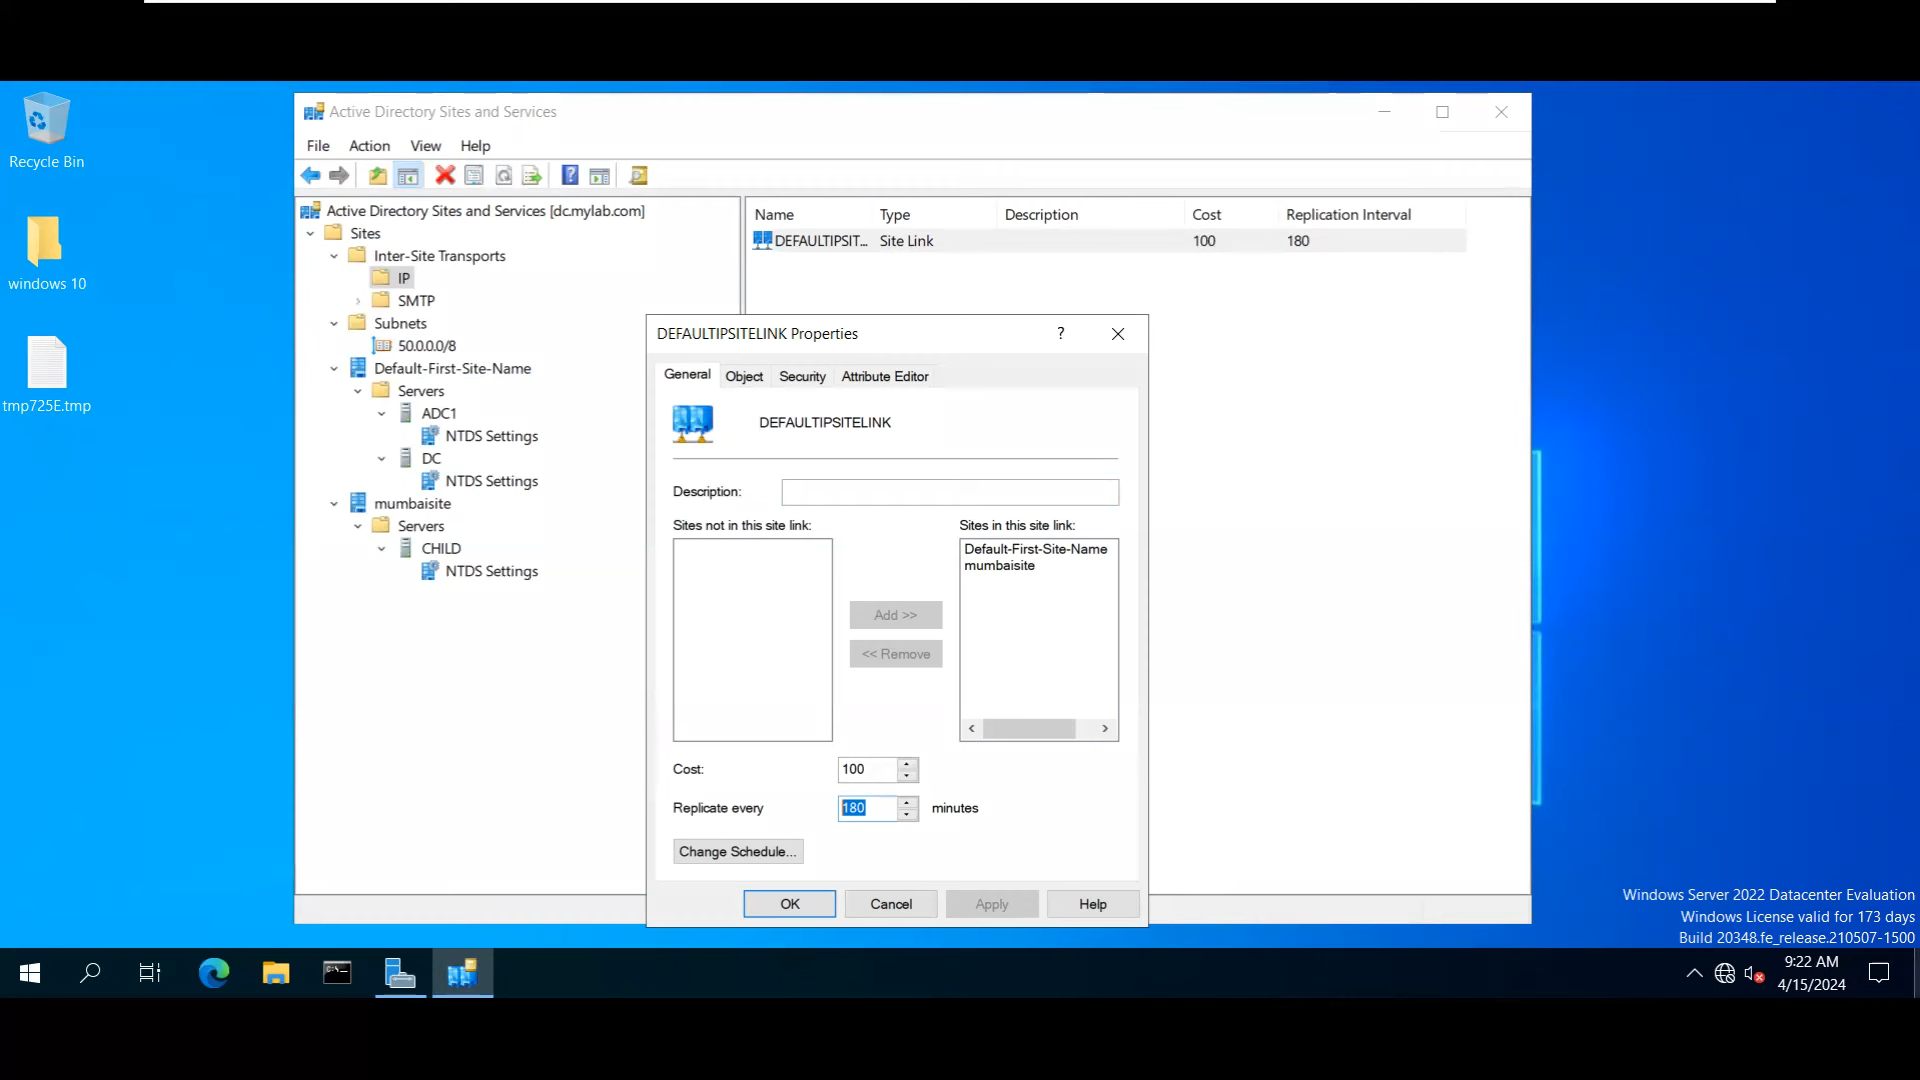 Recycle Bin
windows 10
tmp725E.tmp
Active Directory Sites and Services
File Action View Help
Active Directory Sites and Services [dc.mylab.com]
Sites
Inter-Site Transports
IP
SMTP
Subnets
50.0.0.0/8
Default-First-Site-Name
Servers
ADC1
NTDS Settings
DC
NTDS Settings
mumbaisite
Servers
CHILD
NTDS Settings
Name Type Description Cost Replication Interval
DEFAULTIPSIT... Site Link 100 180
DEFAULTIPSITELINK Properties ?
General Object Security Attribute Editor
DEFAULTIPSITELINK
Description:
Sites not in this site link: Sites in this site link:
Default-First-Site-Name
mumbaisite
Add >>
<< Remove
Cost: 100
Replicate every 180 minutes
Change Schedule...
OK Cancel Apply Help
Windows Server 2022 Datacenter Evaluation
Windows License valid for 173 days
Build 20348.fe_release.210507-1500
9:22 AM
4/15/2024